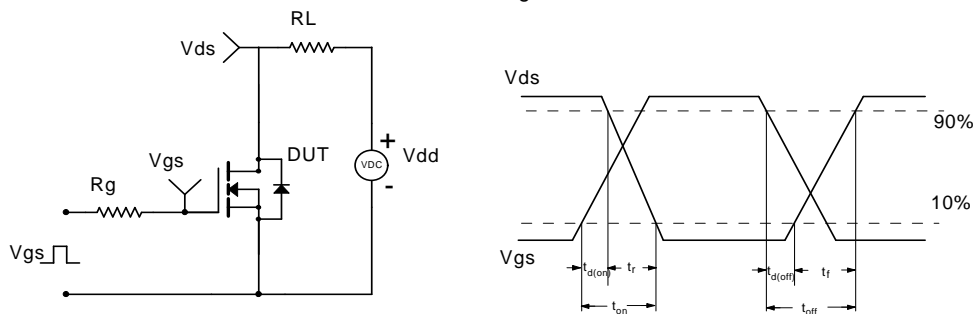 RL
Vds
Vgs
DUT
+
VDC
Vdd
-
Rg
Vgs
Vds
90%
10%
Vgs
td(on)
tr
td(off)
tf
ton
toff